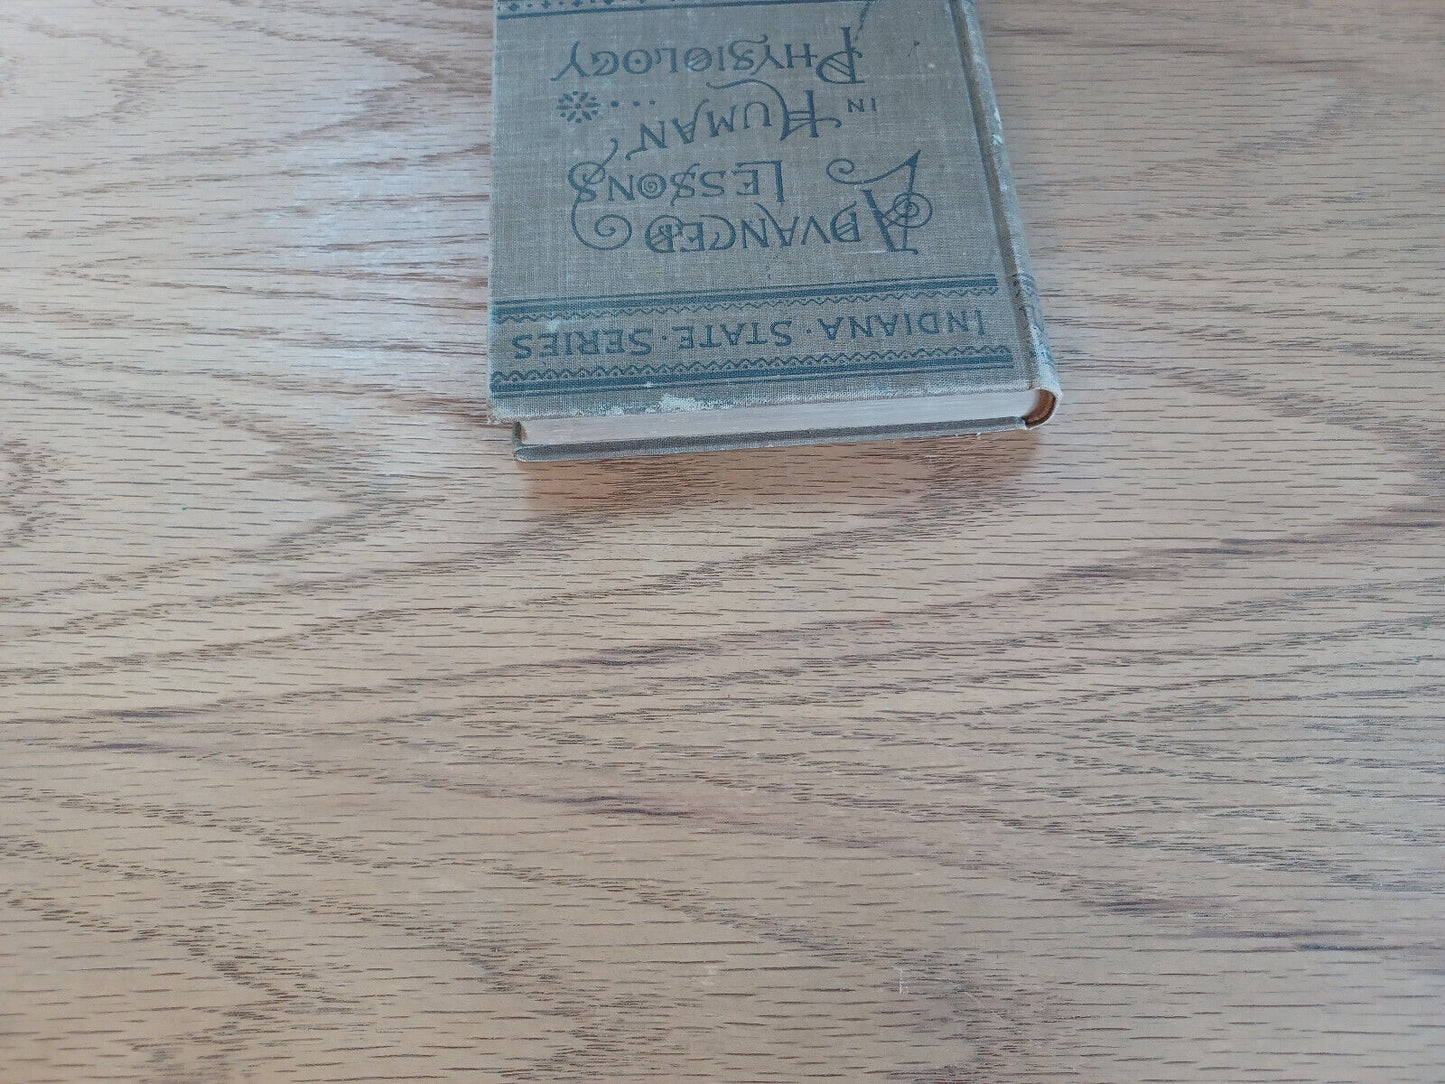 INDIANA · STATE · SERIES
ADVANCED
LESSONS
IN HUMAN
PHYSIOLOGY